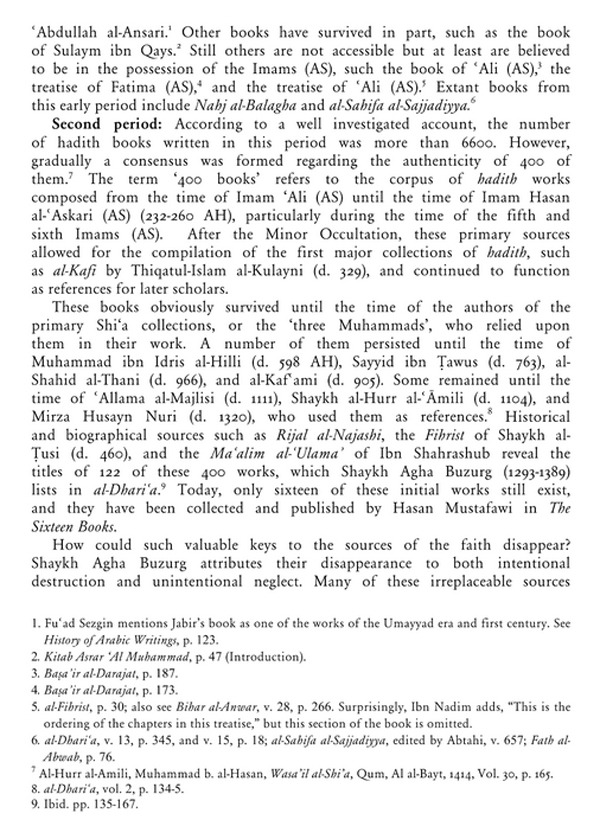 ʿAbdullah al-Ansari.¹ Other books have survived in part, such as the book
of Sulaym ibn Qays.² Still others are not accessible but at least are believed
to be in the possession of the Imams (AS), such the book of ʿAli (AS),³ the
treatise of Fatima (AS),⁴ and the treatise of ʿAli (AS).⁵ Extant books from
this early period include Nahj al-Balagha and al-Sahifa al-Sajjadiyya.⁶
Second period: According to a well investigated account, the number
of hadith books written in this period was more than 6600. However,
gradually a consensus was formed regarding the authenticity of 400 of
them.⁷ The term ‘400 books’ refers to the corpus of hadith works
composed from the time of Imam ‘Ali (AS) until the time of Imam Hasan
al-ʿAskari (AS) (232-260 AH), particularly during the time of the fifth and
sixth Imams (AS). After the Minor Occultation, these primary sources
allowed for the compilation of the first major collections of hadith, such
as al-Kafi by Thiqatul-Islam al-Kulayni (d. 329), and continued to function
as references for later scholars.
These books obviously survived until the time of the authors of the
primary Shiʿa collections, or the ‘three Muhammads’, who relied upon
them in their work. A number of them persisted until the time of
Muhammad ibn Idris al-Hilli (d. 598 AH), Sayyid ibn Ṭawus (d. 763), al-
Shahid al-Thani (d. 966), and al-Kafʿami (d. 905). Some remained until the
time of ʿAllama al-Majlisi (d. 1111), Shaykh al-Hurr al-ʿĀmili (d. 1104), and
Mirza Husayn Nuri (d. 1320), who used them as references.⁸ Historical
and biographical sources such as Rijal al-Najashi, the Fihrist of Shaykh al-
Ṭusi (d. 460), and the Maʿalim al-ʿUlamaʾ of Ibn Shahrashub reveal the
titles of 122 of these 400 works, which Shaykh Agha Buzurg (1293-1389)
lists in al-Dhariʿa.⁹ Today, only sixteen of these initial works still exist,
and they have been collected and published by Hasan Mustafawi in The
Sixteen Books.
How could such valuable keys to the sources of the faith disappear?
Shaykh Agha Buzurg attributes their disappearance to both intentional
destruction and unintentional neglect. Many of these irreplaceable sources
1. Fuʾad Sezgin mentions Jabir’s book as one of the works of the Umayyad era and first century. See
History of Arabic Writings, p. 123.
2. Kitab Asrar ‘Al Muhammad, p. 47 (Introduction).
3. Baṣaʾir al-Darajat, p. 187.
4. Baṣaʾir al-Darajat, p. 173.
5. al-Fihrist, p. 30; also see Bihar al-Anwar, v. 28, p. 266. Surprisingly, Ibn Nadim adds, “This is the
ordering of the chapters in this treatise,” but this section of the book is omitted.
6. al-Dhariʿa, v. 13, p. 345, and v. 15, p. 18; al-Sahifa al-Sajjadiyya, edited by Abtahi, v. 657; Fath al-
Abwab, p. 76.
⁷ Al-Hurr al-Amili, Muhammad b. al-Hasan, Wasa’il al-Shi’a, Qum, Al al-Bayt, 1414, Vol. 30, p. 165.
8. al-Dhariʿa, vol. 2, p. 134-5.
9. Ibid. pp. 135-167.